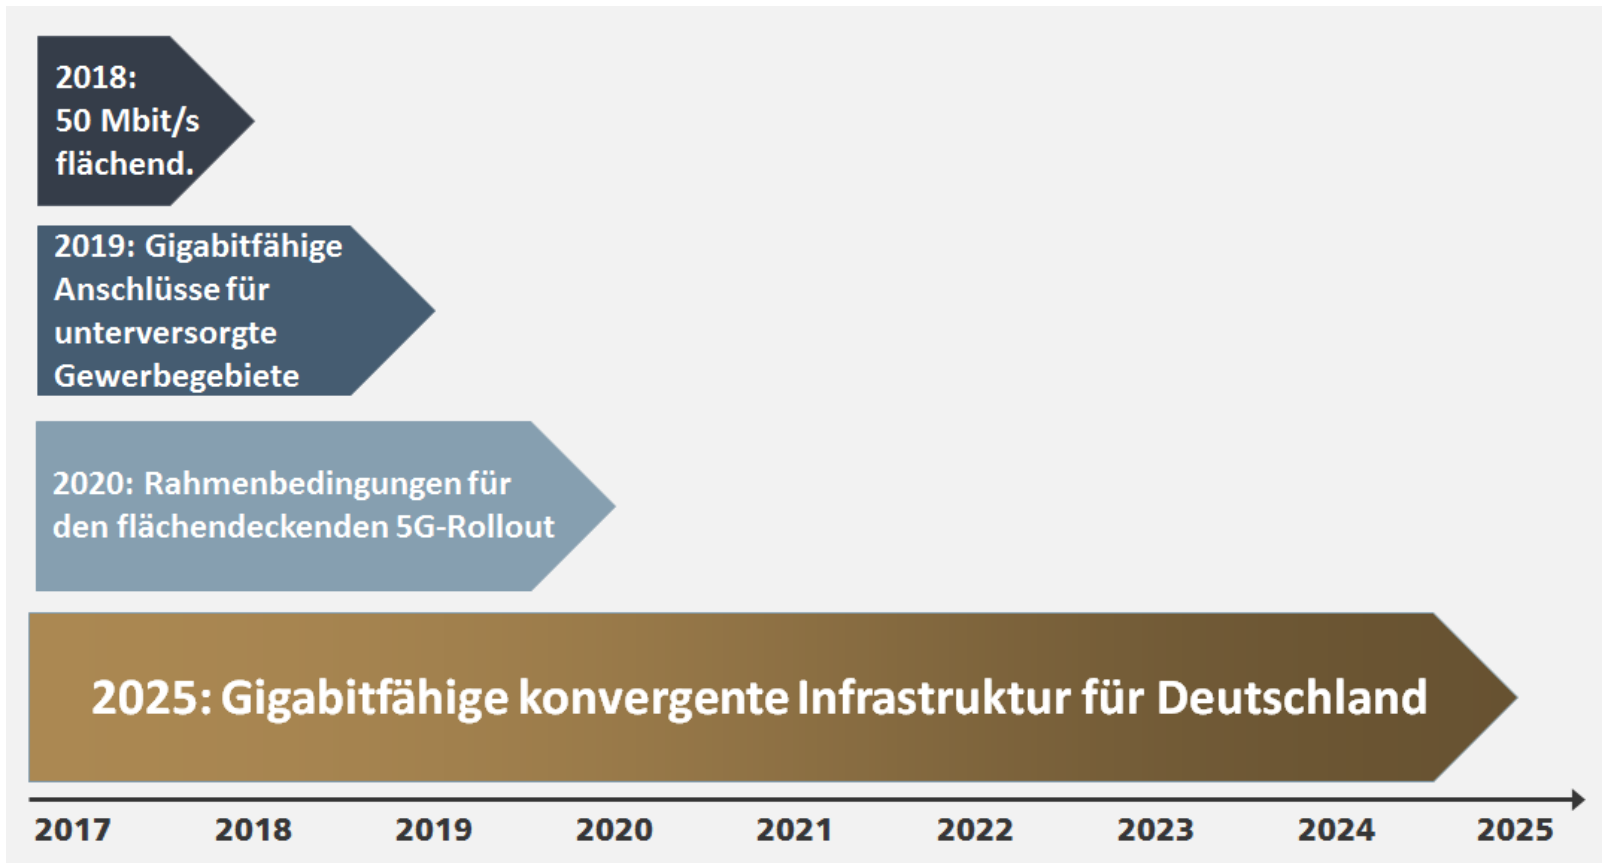 2018:
50 Mbit/s
flächend.
2019: Gigabitfähige
Anschlüsse für
unterversorgte
Gewerbegebiete
2020: Rahmenbedingungen für
den flächendeckenden 5G-Rollout
2025: Gigabitfähige konvergente Infrastruktur für Deutschland
2017 2018 2019 2020 2021 2022 2023 2024 2025